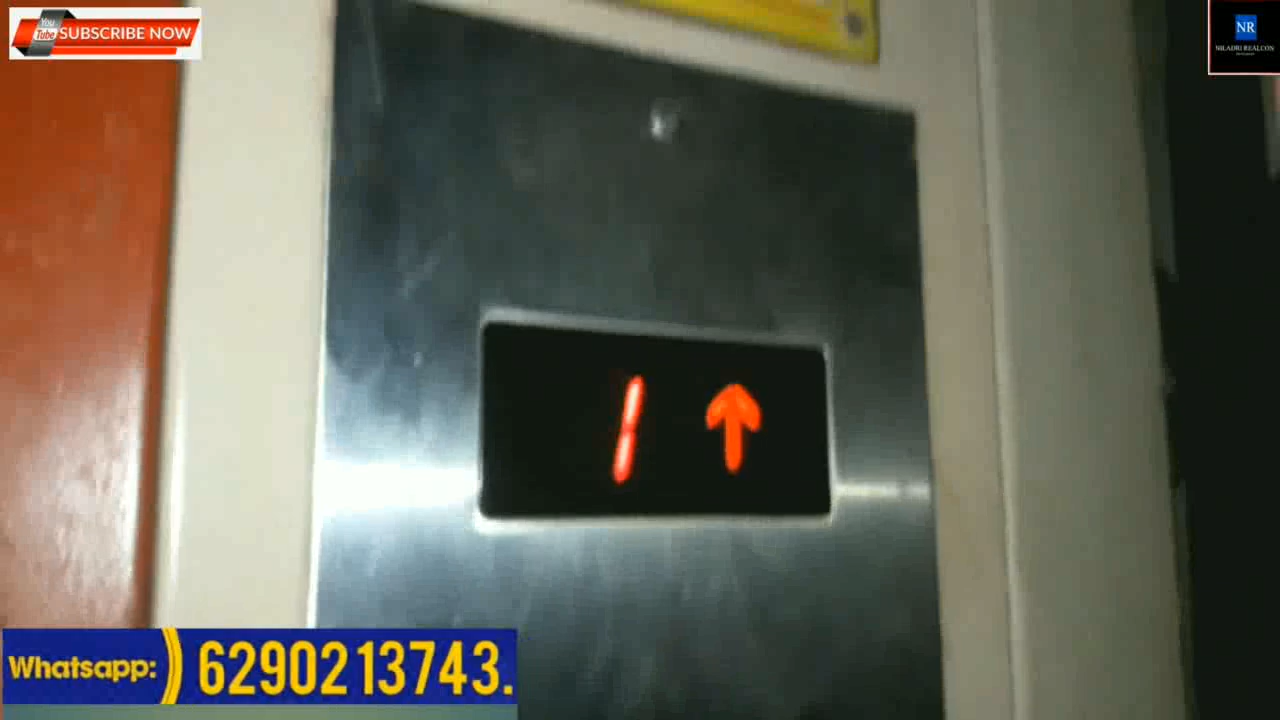 You
Tube
SUBSCRIBE NOW
NR
NILADRI REALCON
1 ↑
Whatsapp: 6290213743.